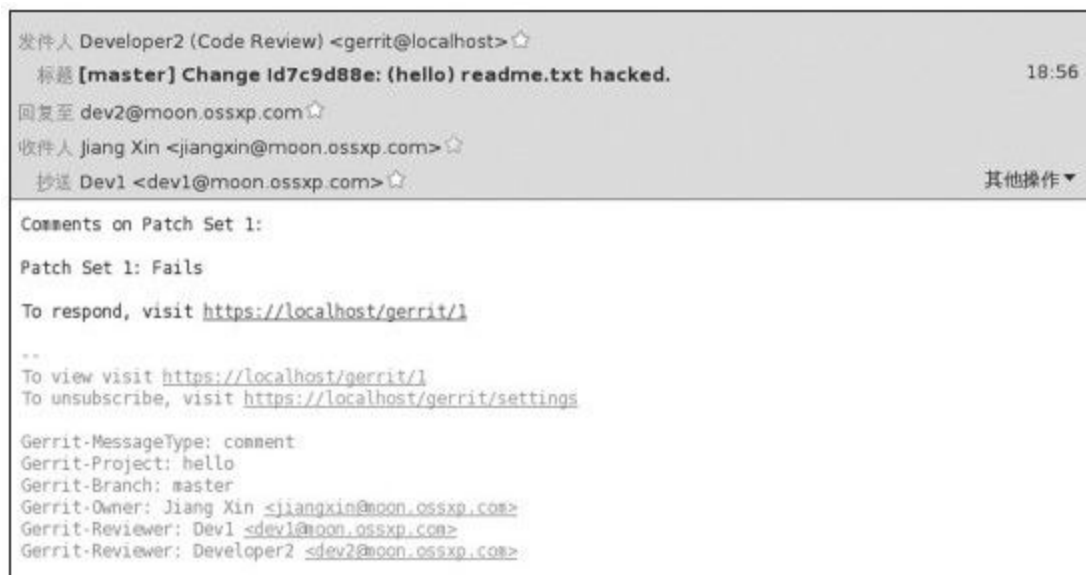 发件人 Developer2 (Code Review) <gerrit@localhost>
标题 [master] Change Id7c9d88e: (hello) readme.txt hacked. 18:56
回复至 dev2@moon.ossxp.com
收件人 Jiang Xin <jiangxin@moon.ossxp.com>
抄送 Dev1 <dev1@moon.ossxp.com> 其他操作
Comments on Patch Set 1:
Patch Set 1: Fails
To respond, visit https://localhost/gerrit/1
--
To view visit https://localhost/gerrit/1
To unsubscribe, visit https://localhost/gerrit/settings
Gerrit-MessageType: comment
Gerrit-Project: hello
Gerrit-Branch: master
Gerrit-Owner: Jiang Xin <jiangxin@moon.ossxp.com>
Gerrit-Reviewer: Dev1 <dev1@moon.ossxp.com>
Gerrit-Reviewer: Developer2 <dev2@moon.ossxp.com>